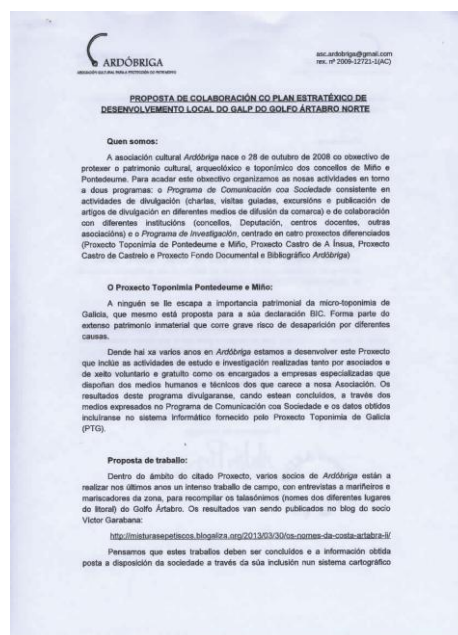 ARDÓBRIGA
asc.ardobriga@gmail.com
rex. nº 2009-12721-1(AC)
PROPOSTA DE COLABORACIÓN CO PLAN ESTRATÉXICO DE
DESENVOLVEMENTO LOCAL DO GALP DO GOLFO ÁRTABRO NORTE
Quen somos:
A asociación cultural Ardóbriga nace o 28 de outubro de 2008 co obxectivo de
protexer o patrimonio cultural, arqueolóxico e toponímico dos concellos de Miño e
Pontedeume. Para acadar este obxectivo organizamos as nosas actividades en torno
a dous programas: o Programa de Comunicación coa Sociedade consistente en
actividades de divulgación (charlas, visitas guiadas, excursións e publicación de
artigos de divulgación en diferentes medios de difusión da comarca) e de colaboración
con diferentes institucións (concellos, Deputación, centros docentes, outras
asociacións) e o Programa de Investigación, centrado en catro proxectos diferenciados
(Proxecto Toponimia de Pontedeume e Miño, Proxecto Castro de A Ínsus, Proxecto
Castro de Castrelo e Proxecto Fondo Documental e Bibliográfico Ardóbriga)
O Proxecto Toponimia Pontedeume e Miño:
A ninguén se lle escapa a importancia patrimonial da micro-toponimia de
Galicia, que mesmo está proposta para a súa declaración BIC. Forma parte do
extenso patrimonio inmaterial que corre grave risco de desaparición por diferentes
causas.
Dende hai xa varios anos en Ardóbriga estamos a desenvolver este Proxecto
que inclúe as actividades de estudo e investigación realizadas tanto por asociados e
de xeito voluntario e gratuíto como os encargados a empresas especializadas que
dispoñan dos medios humanos e técnicos dos que carece a nosa Asociación. Os
resultados deste programa divulgaranse, cando estean concluídos, a través dos
medios expresados no Programa de Comunicación coa Sociedade e os datos obtidos
incluiranse no sistema informático fornecido polo Proxecto Toponimia de Galicia
(PTG).
Proposta de traballo:
Dentro do ámbito do citado Proxecto, varios socios de Ardóbriga están a
realizar nos últimos anos un intenso traballo de campo, con entrevistas a mariñeiros e
mariscadores da zona, para recompilar os talasónimos (nomes dos diferentes lugares
do litoral) do Golfo Ártabro. Os resultados van sendo publicados no blog do socio
Víctor Garabana:
http://misturasepetiscos.blogaliza.org/2013/03/30/os-nomes-da-costa-artabra-ii/
Pensamos que estes traballos deben ser concluídos e a información obtida
posta a disposición da sociedade a través da súa inclusión nun sistema cartográfico